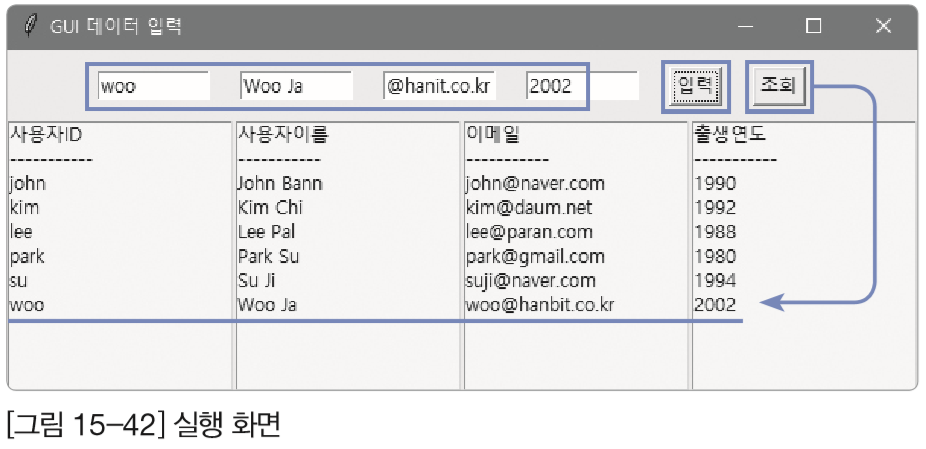 GUI 데이터 입력
woo Woo Ja @hanit.co.kr 2002 입력 조회
사용자ID 사용자이름 이메일 출생연도
----------- ----------- ----------- -----------
john John Bann john@naver.com 1990
kim Kim Chi kim@daum.net 1992
lee Lee Pal lee@paran.com 1988
park Park Su park@gmail.com 1980
su Su Ji suji@naver.com 1994
woo Woo Ja woo@hanbit.co.kr 2002
[그림 15-42] 실행 화면